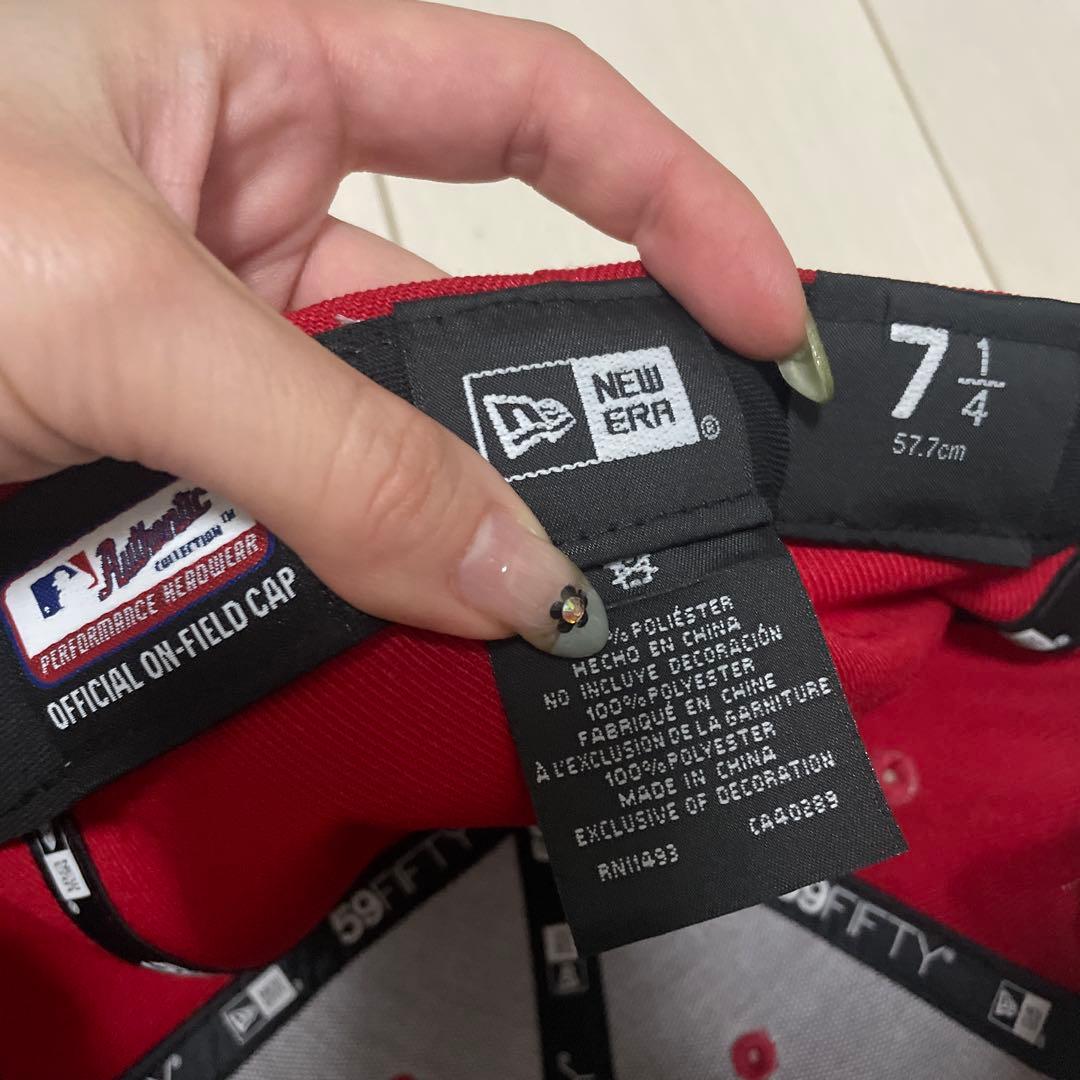 NEW
ERA®
7 1/4
57.7cm
Authentic
COLLECTION™
PERFORMANCE HEADWEAR
OFFICIAL ON-FIELD CAP
% POLIÉSTER
HECHO EN CHINA
NO INCLUYE DECORACIÓN
100% POLYESTER
FABRIQUÉ EN CHINE
À L'EXCLUSION DE LA GARNITURE
100% POLYESTER
MADE IN CHINA
EXCLUSIVE OF DECORATION
CA40289
RN11493
59FIFTY
59FIFTY®